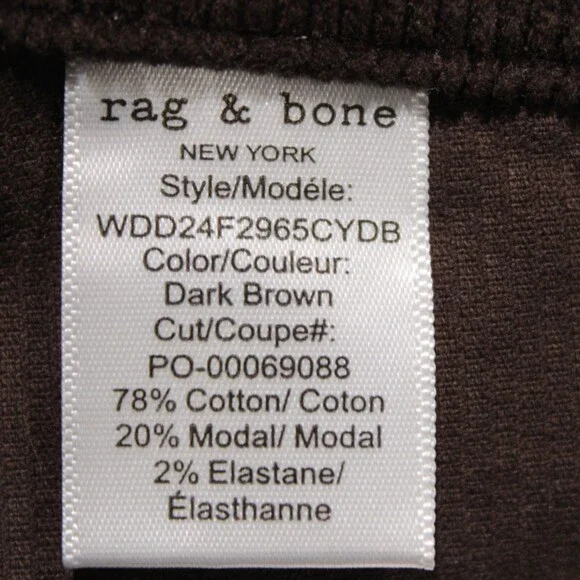 rag & bone
NEW YORK
Style/Modéle:
WDD24F2965CYDB
Color/Couleur:
Dark Brown
Cut/Coupe#:
PO-00069088
78% Cotton/ Coton
20% Modal/ Modal
2% Elastane/
Élasthanne